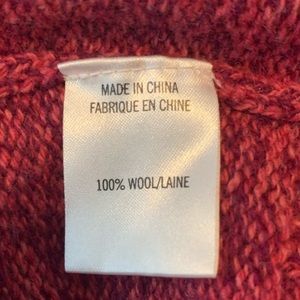 MADE IN CHINA
FABRIQUE EN CHINE
100% WOOL/LAINE